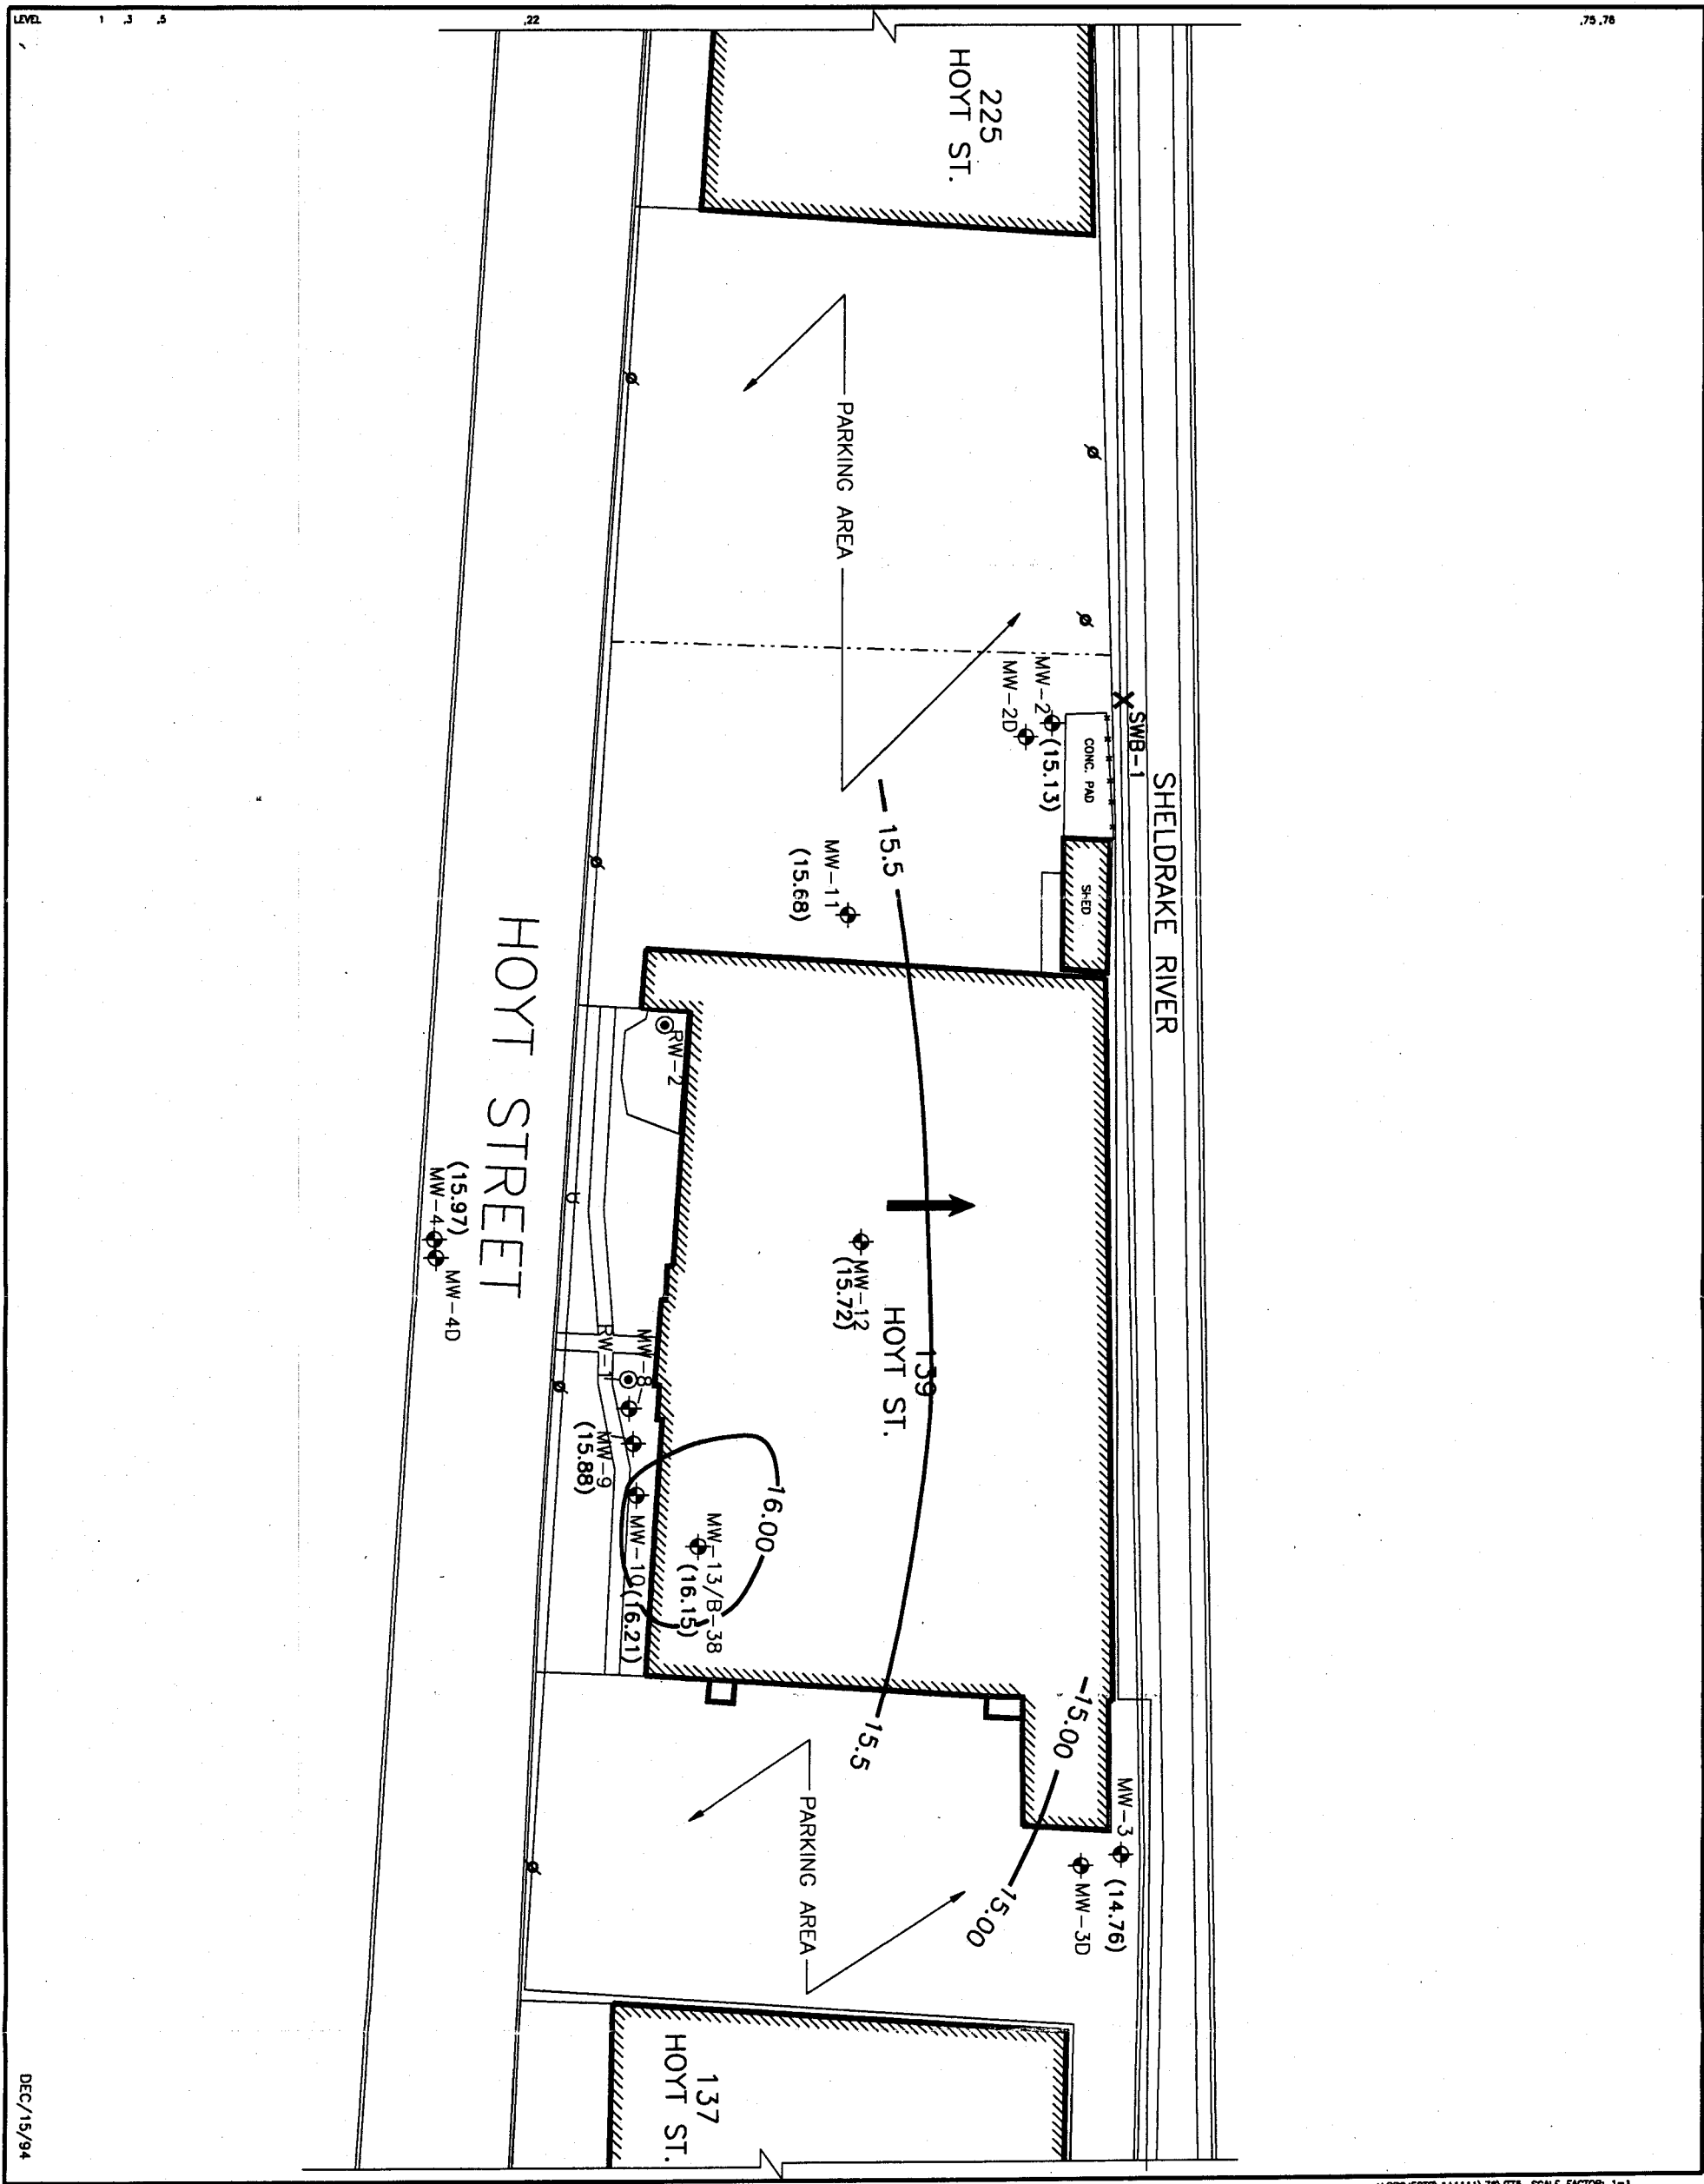 LEVEL 1 .3 .5 .22 .75 .78
225
HOYT ST.
PARKING AREA
MW-2 (15.13)
MW-2D
SWB-1
CONC. PAD
SHED
SHELDRAKE RIVER
15.5
MW-11
(15.68)
HOYT STREET
RW-2
(15.97)
MW-4
MW-4D
MW-12
(15.72)
139
HOYT ST.
RW-1
MW-8
MW-9
(15.88)
MW-10 (16.21)
16.00
MW-13/B-38
(16.15)
15.5
15.00
15.00
MW-3 (14.76)
MW-3D
PARKING AREA
137
HOYT ST.
DEC/15/94